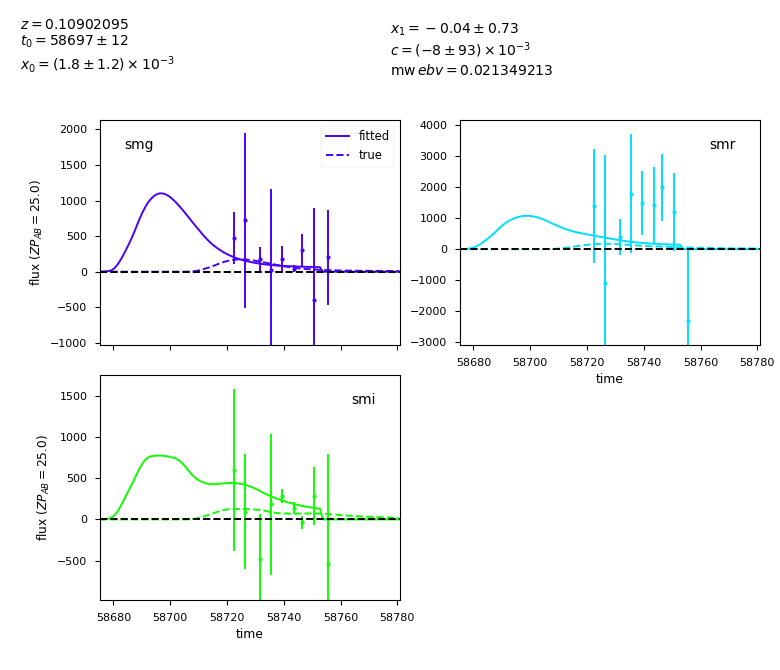 z = 0.10902095
t₀ = 58697 ± 12
x₀ = (1.8 ± 1.2) × 10⁻³
x₁ = −0.04 ± 0.73
c = (−8 ± 93) × 10⁻³
mw ebv = 0.021349213
smg
fitted
true
2000
1500
1000
500
0
−500
−1000
flux (ZP_AB = 25.0)
smr
4000
3000
2000
1000
0
−1000
−2000
−3000
58680 58700 58720 58740 58760 58780
time
smi
1500
1000
500
0
−500
flux (ZP_AB = 25.0)
58680 58700 58720 58740 58760 58780
time